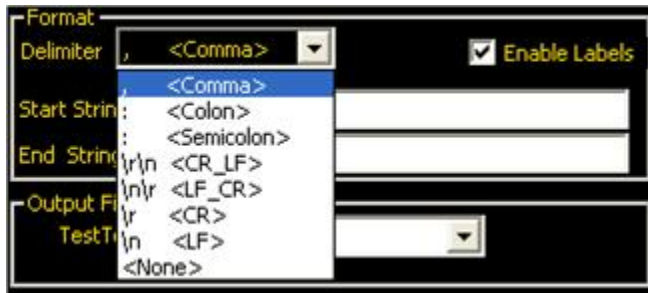 Format
Delimiter , <Comma> Enable Labels
, <Comma>
Start Strin : <Colon>
: <Semicolon>
End String \r\n <CR_LF>
\n\r <LF_CR>
Output Fi \r <CR>
TestT \n <LF>
<None>